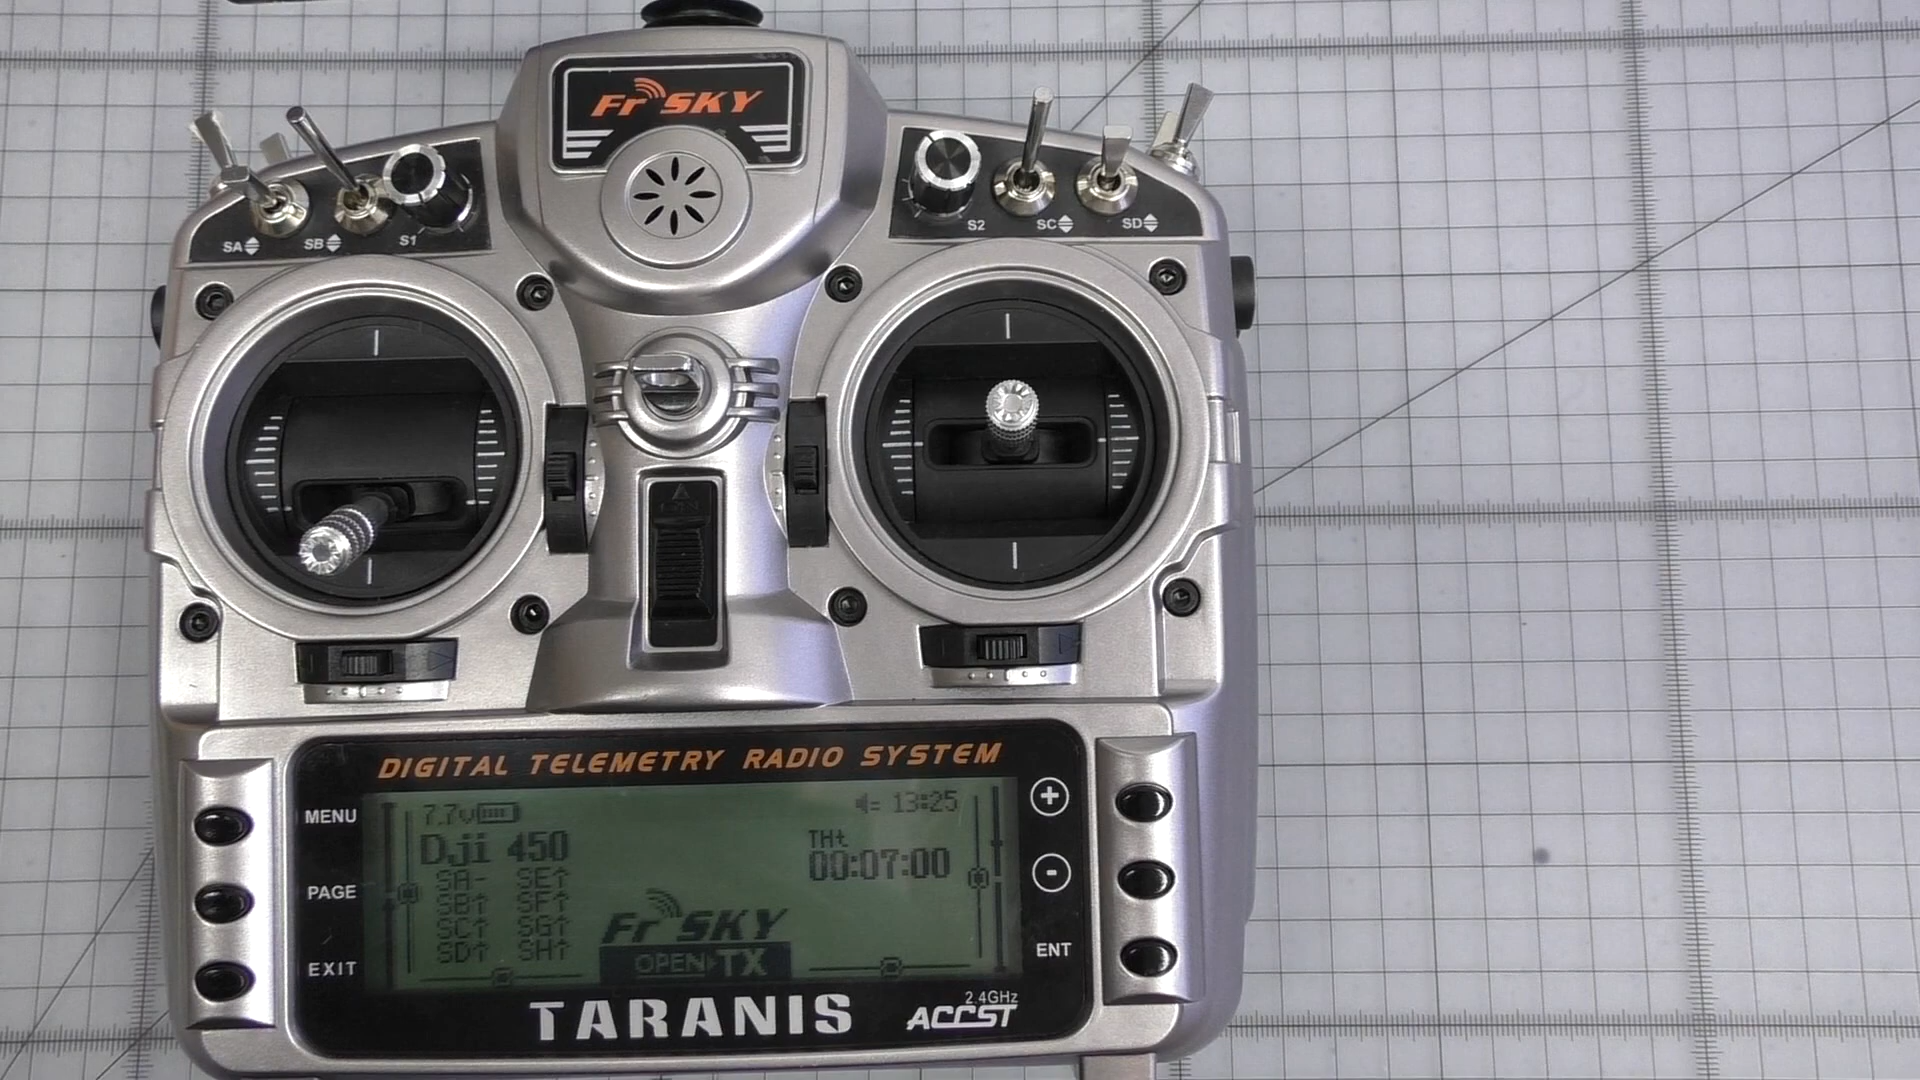 FrSKY
SA SB S1
S2 SC SD
ON
DIGITAL TELEMETRY RADIO SYSTEM
MENU
PAGE
EXIT
7.7v
13:25
Dji 450
THt
00:07:00
SA- SE↑
SB↑ SF↑
SC↑ SG↑
SD↑ SH↑
FrSKY
OPEN TX
+
-
ENT
TARANIS
2.4GHz
ACCST